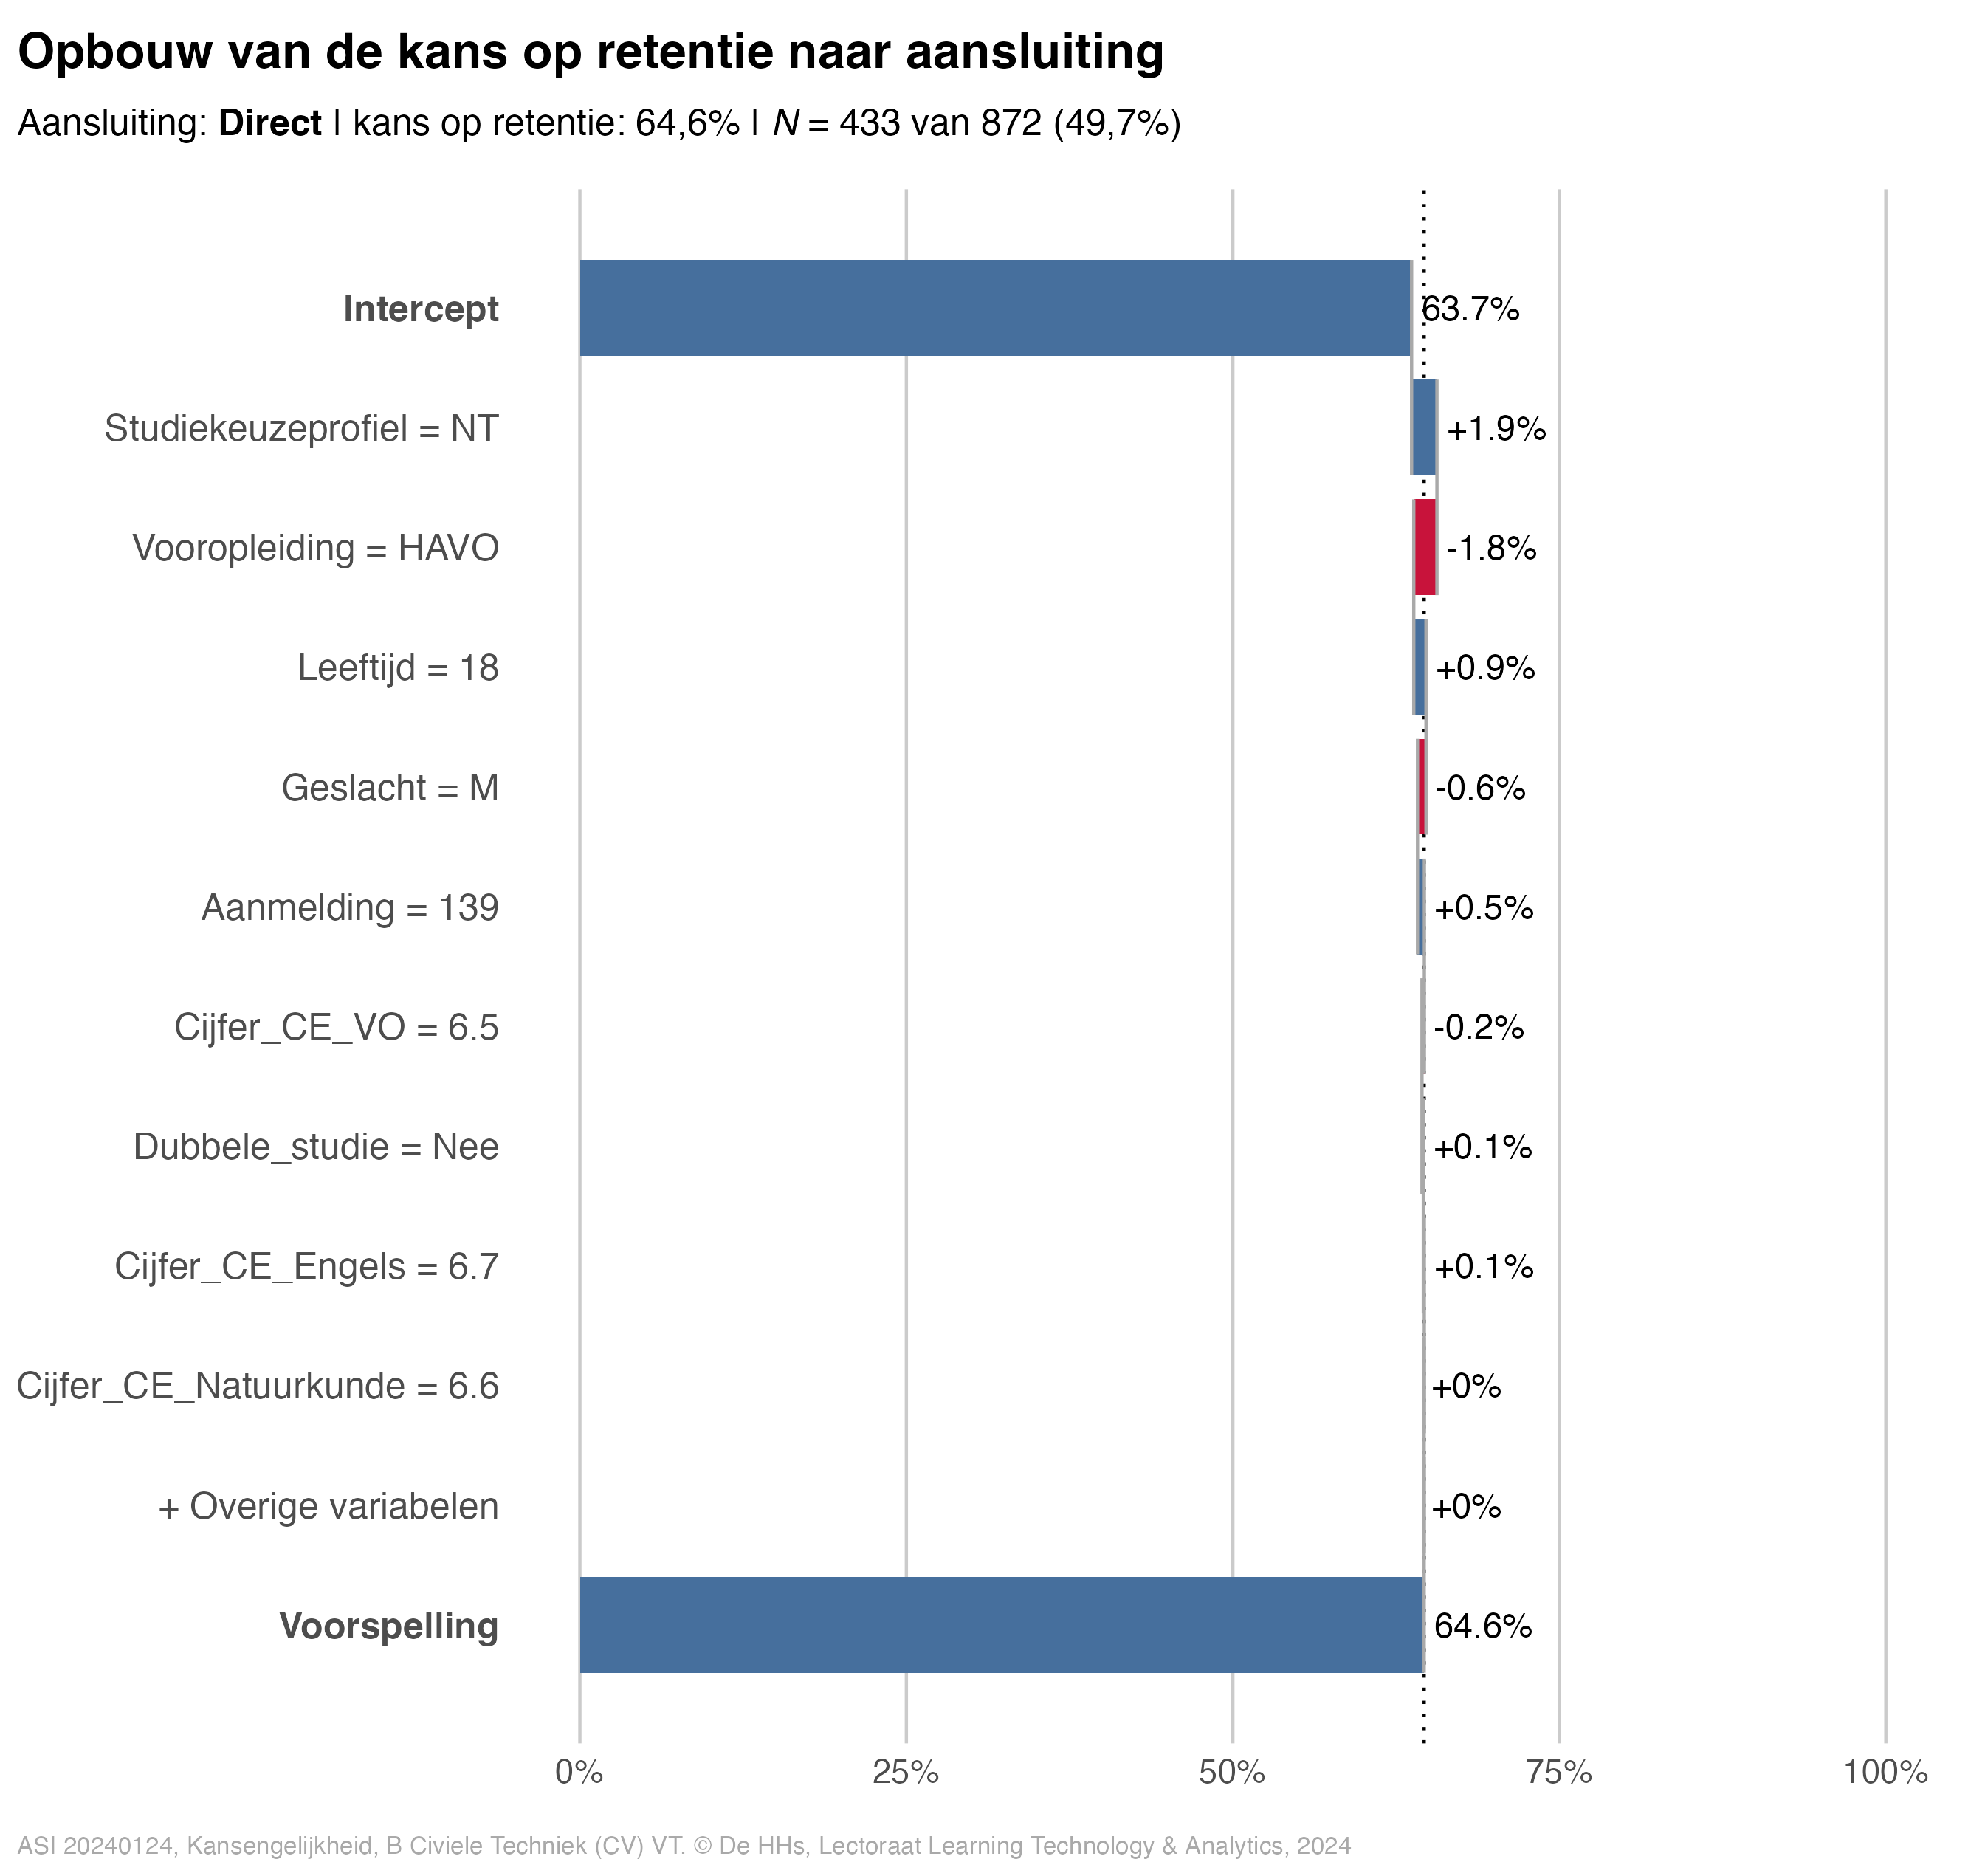 Opbouw van de kans op retentie naar aansluiting
Aansluiting: Direct | kans op retentie: 64,6% | N = 433 van 872 (49,7%)
Intercept 63.7%
Studiekeuzeprofiel = NT +1.9%
Vooropleiding = HAVO -1.8%
Leeftijd = 18 +0.9%
Geslacht = M -0.6%
Aanmelding = 139 +0.5%
Cijfer_CE_VO = 6.5 -0.2%
Dubbele_studie = Nee +0.1%
Cijfer_CE_Engels = 6.7 +0.1%
Cijfer_CE_Natuurkunde = 6.6 +0%
+ Overige variabelen +0%
Voorspelling 64.6%
0% 25% 50% 75% 100%
ASI 20240124, Kansengelijkheid, B Civiele Techniek (CV) VT. © De HHs, Lectoraat Learning Technology & Analytics, 2024